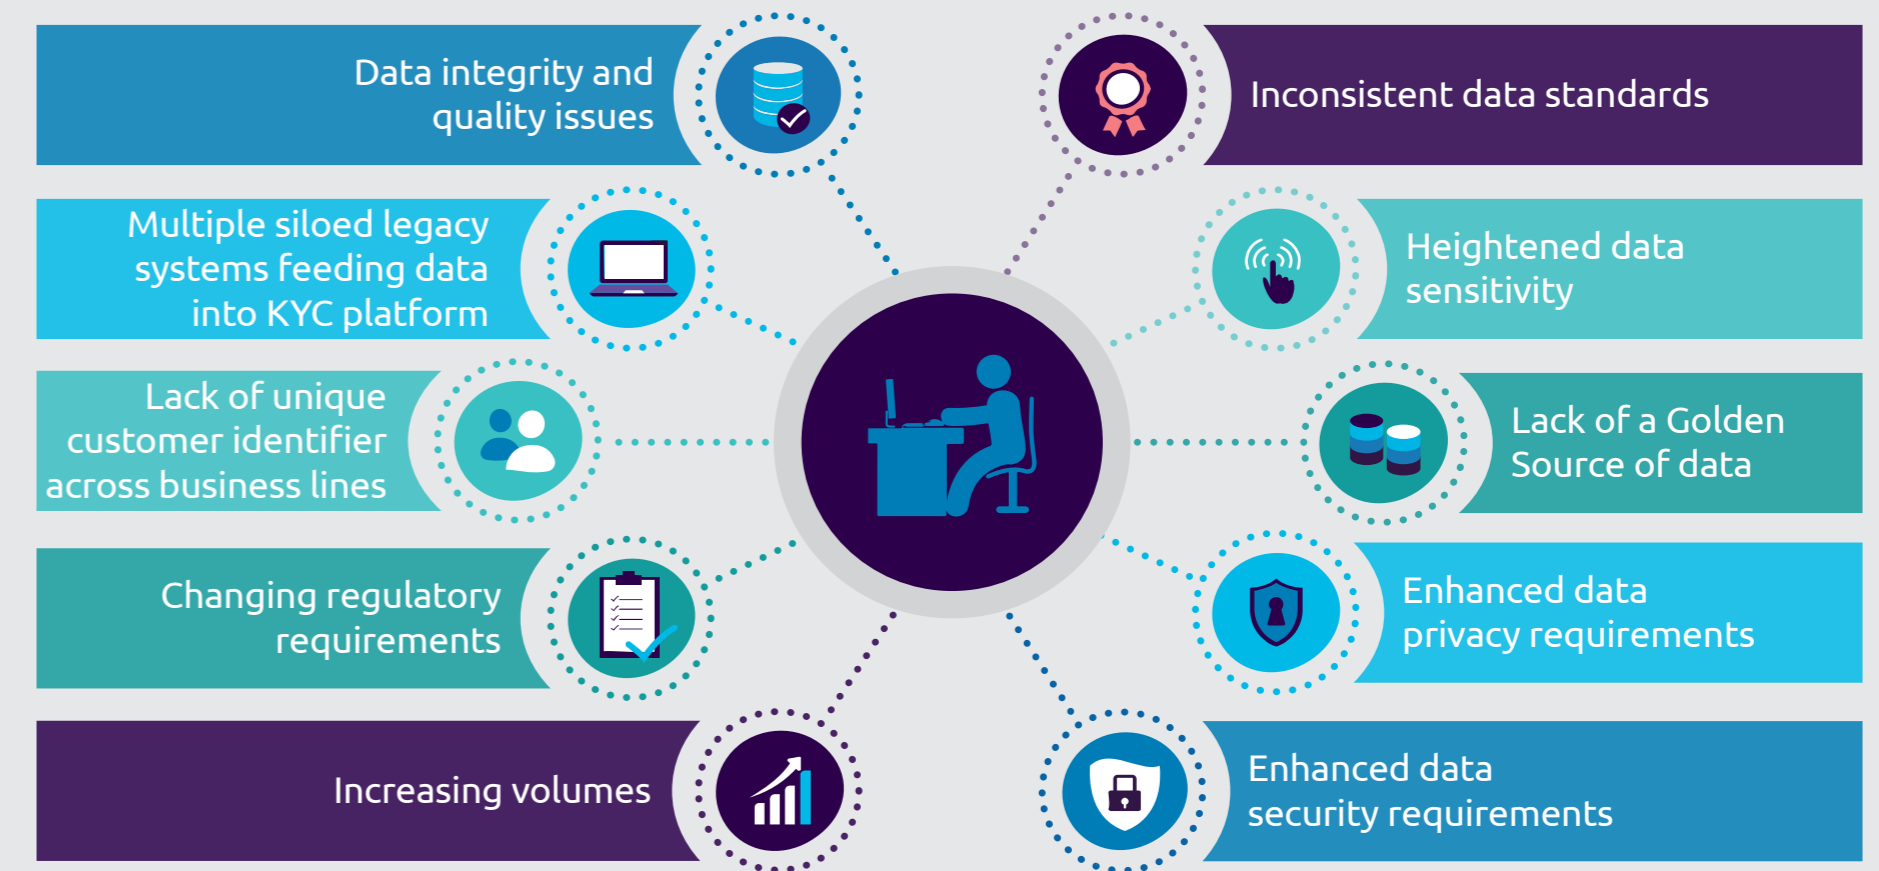 Data integrity and
quality issues
Multiple siloed legacy
systems feeding data
into KYC platform
Lack of unique
customer identifier
across business lines
Changing regulatory
requirements
Increasing volumes
Inconsistent data standards
Heightened data
sensitivity
Lack of a Golden
Source of data
Enhanced data
privacy requirements
Enhanced data
security requirements